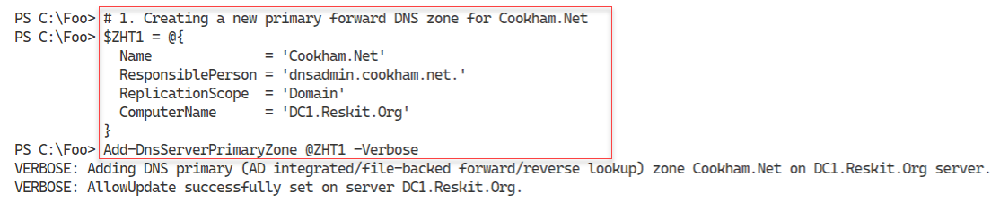 PS C:\Foo> # 1. Creating a new primary forward DNS zone for Cookham.Net
PS C:\Foo> $ZHT1 = @{
Name              = 'Cookham.Net'
ResponsiblePerson = 'dnsadmin.cookham.net.'
ReplicationScope  = 'Domain'
ComputerName      = 'DC1.Reskit.Org'
}
PS C:\Foo> Add-DnsServerPrimaryZone @ZHT1 -Verbose
VERBOSE: Adding DNS primary (AD integrated/file-backed forward/reverse lookup) zone Cookham.Net on DC1.Reskit.Org server.
VERBOSE: AllowUpdate successfully set on server DC1.Reskit.Org.